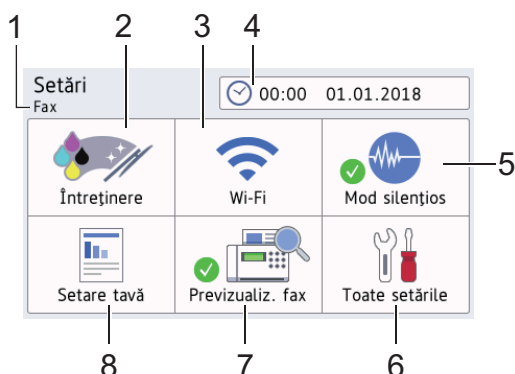 1 2 3 4
Setări
Fax
00:00 01.01.2018
Întreținere Wi-Fi Mod silențios
5
Setare tavă Previzualiz. fax Toate setările
8 7 6